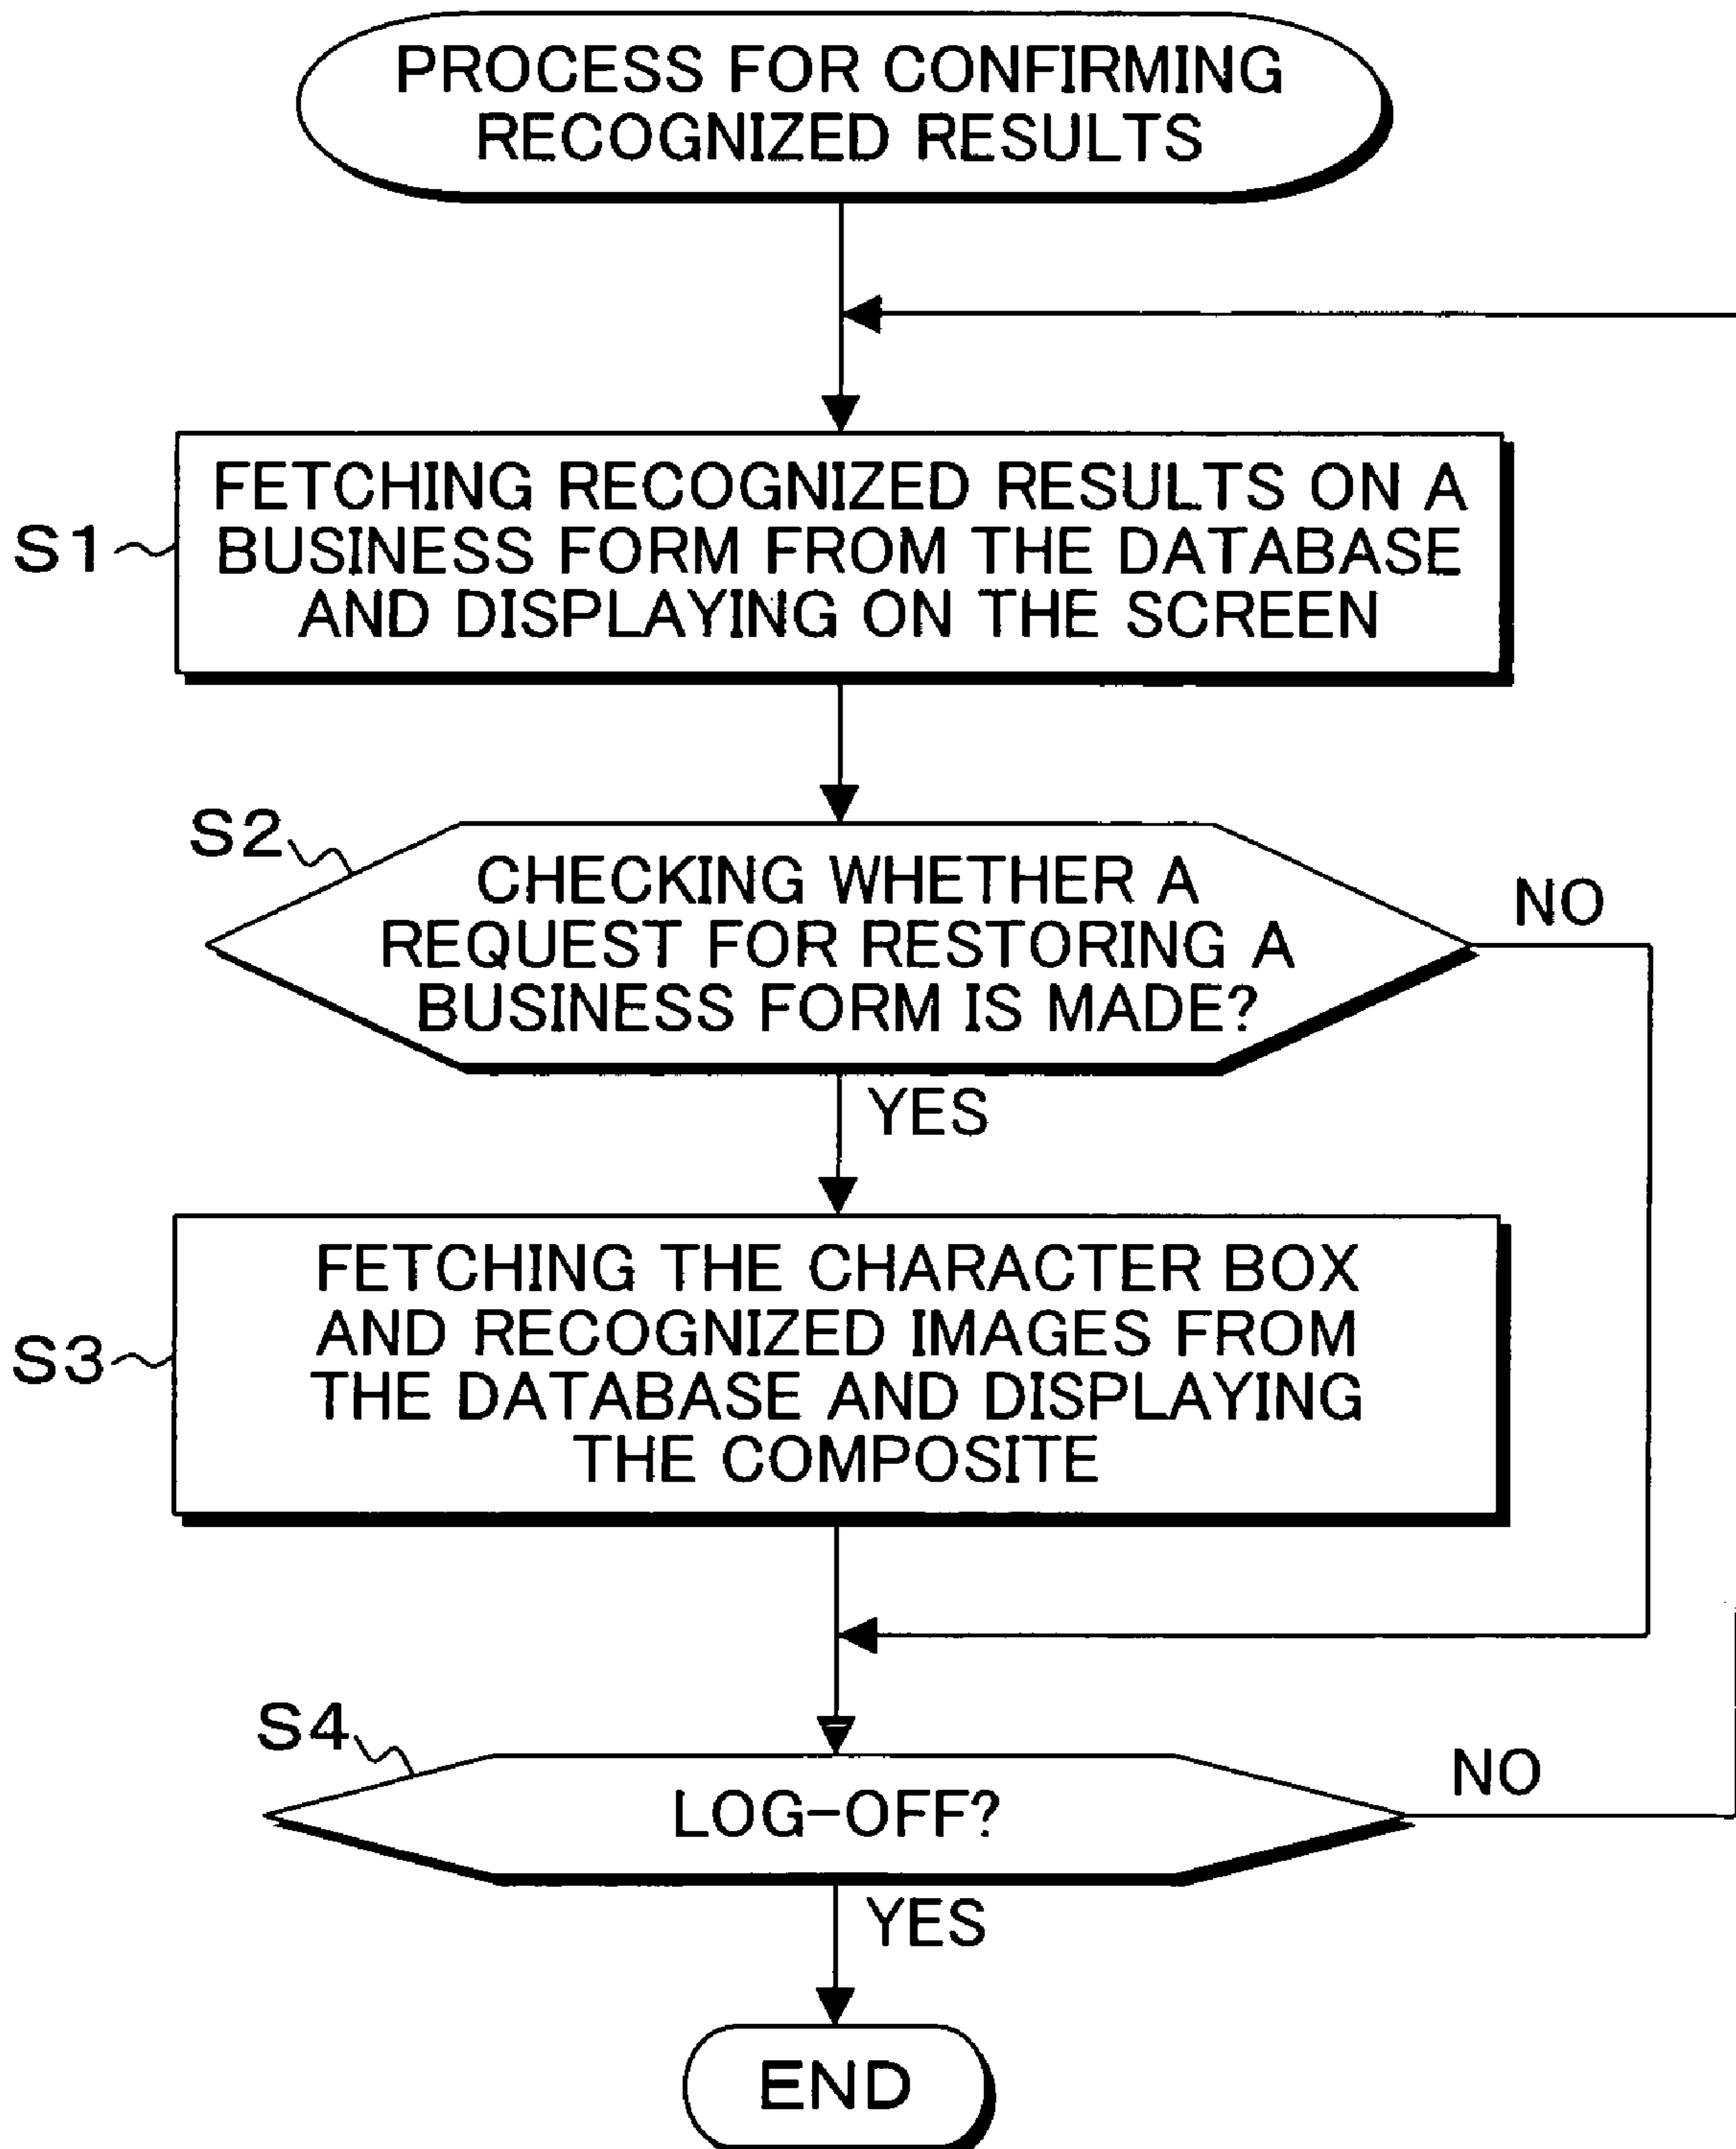 PROCESS FOR CONFIRMING
RECOGNIZED RESULTS
S1
FETCHING RECOGNIZED RESULTS ON A
BUSINESS FORM FROM THE DATABASE
AND DISPLAYING ON THE SCREEN
S2
CHECKING WHETHER A
REQUEST FOR RESTORING A
BUSINESS FORM IS MADE?
NO
YES
S3
FETCHING THE CHARACTER BOX
AND RECOGNIZED IMAGES FROM
THE DATABASE AND DISPLAYING
THE COMPOSITE
S4
LOG-OFF?
NO
YES
END